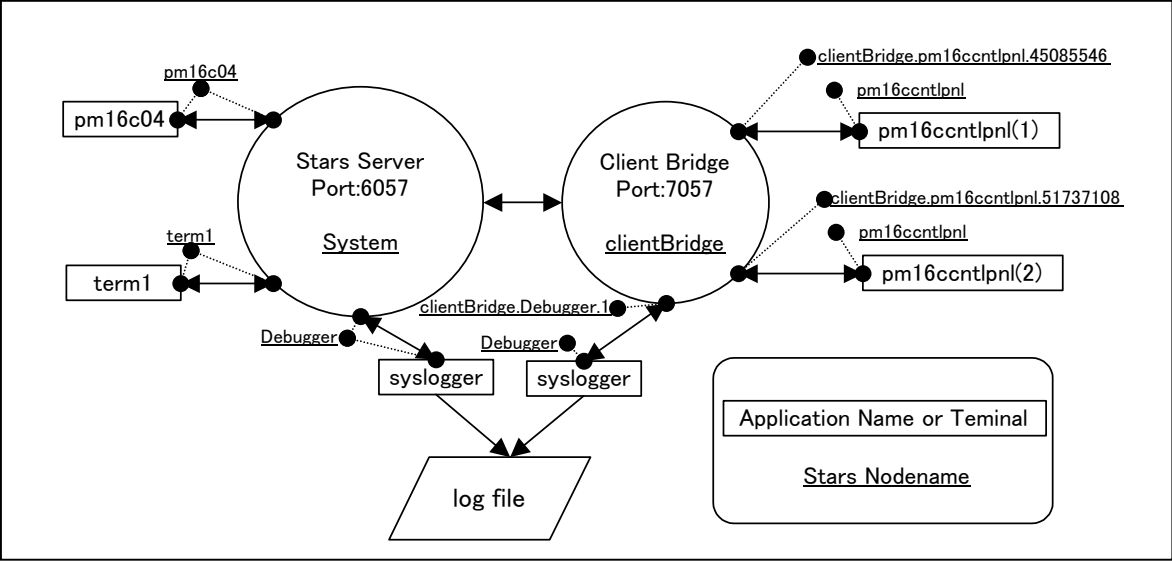 clientBridge.pm16ccntlpnl.45085546
pm16c04
pm16ccntlpnl
pm16c04
pm16ccntlpnl(1)
Stars Server
Port:6057
System
Client Bridge
Port:7057
clientBridge
clientBridge.pm16ccntlpnl.51737108
term1
pm16ccntlpnl
term1
pm16ccntlpnl(2)
clientBridge.Debugger.1
Debugger
Debugger
syslogger
syslogger
Application Name or Teminal
Stars Nodename
log file